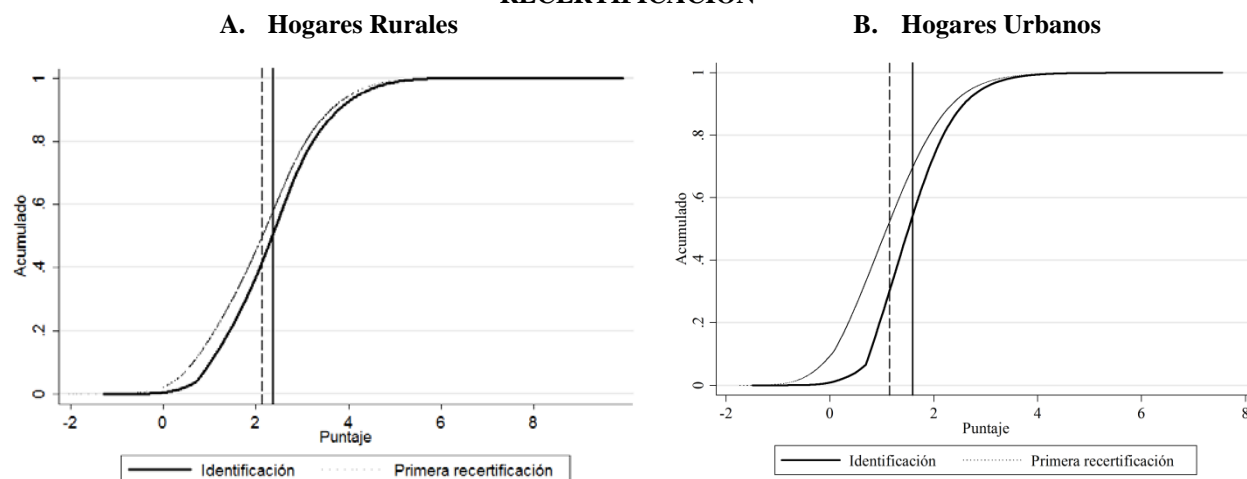 RECERTIFICACIÓN
A. Hogares Rurales
B. Hogares Urbanos
Acumulado
1
.8
.6
.4
.2
0
-2 0 2 4 6 8
Puntaje
Identificación Primera recertificación
Acumulado
1
.8
.6
.4
.2
0
-2 0 2 4 6 8
Puntaje
Identificación Primera recertificación